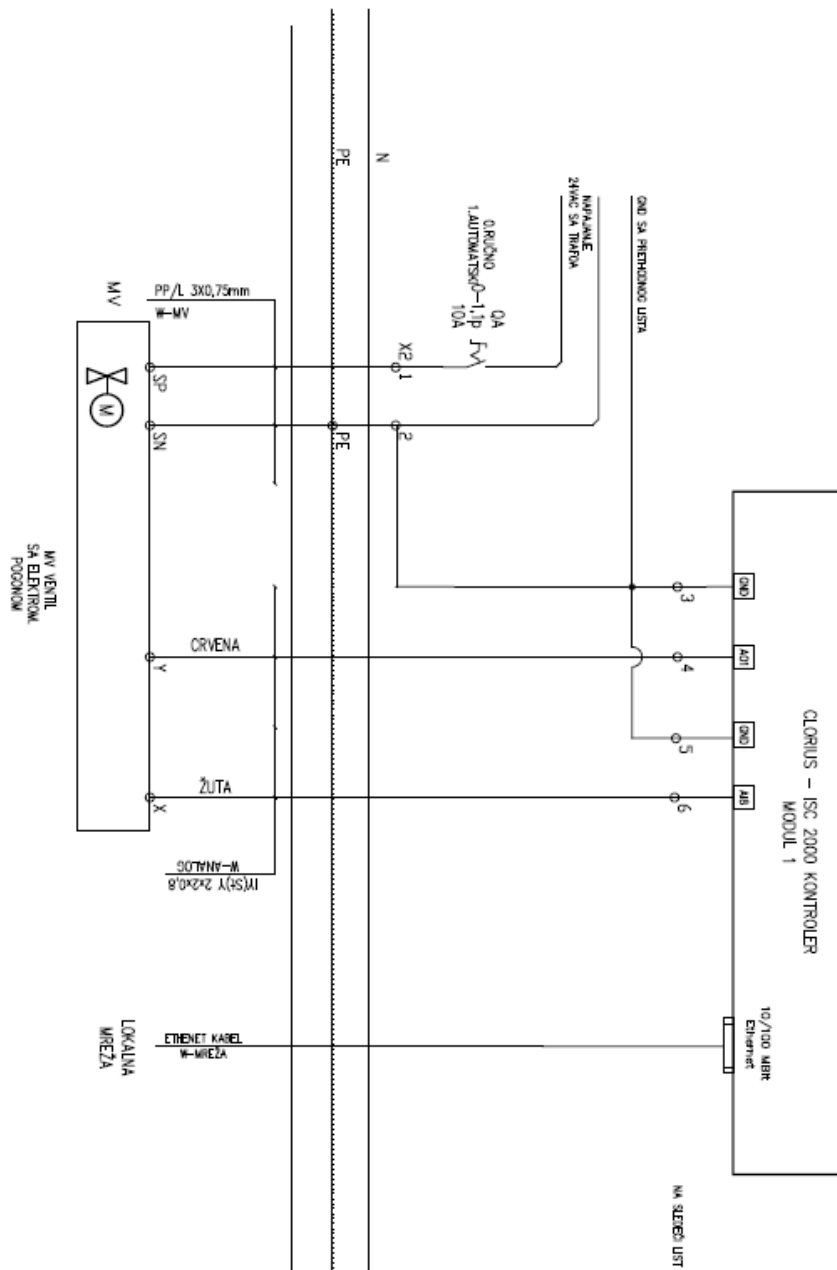 CLORIUS – ISC 2000 KONTROLER
MODUL 1
GND
AO1
GND
AI8
10/100 MBit
Ethernet
GND SA PRETHODNOG LISTA
NAPAJANJE
24VAC SA TRAFOA
0.RUČNO
1.AUTOMATSKI
QA
0-1,1p
10A
X2
1
2
3
4
5
6
NA SLEDEĆI LIST
N
PE
PE
PP/L 3X0,75mm
W-MV
CRVENA
ŽUTA
W-ANALOG
IY(St)Y 2x2x0,8
ETHENET KABEL
W-MREŽA
MV
SP
SN
Y
X
M
MV VENTIL
SA ELEKTROM.
POGONOM
LOKALNA
MREŽA